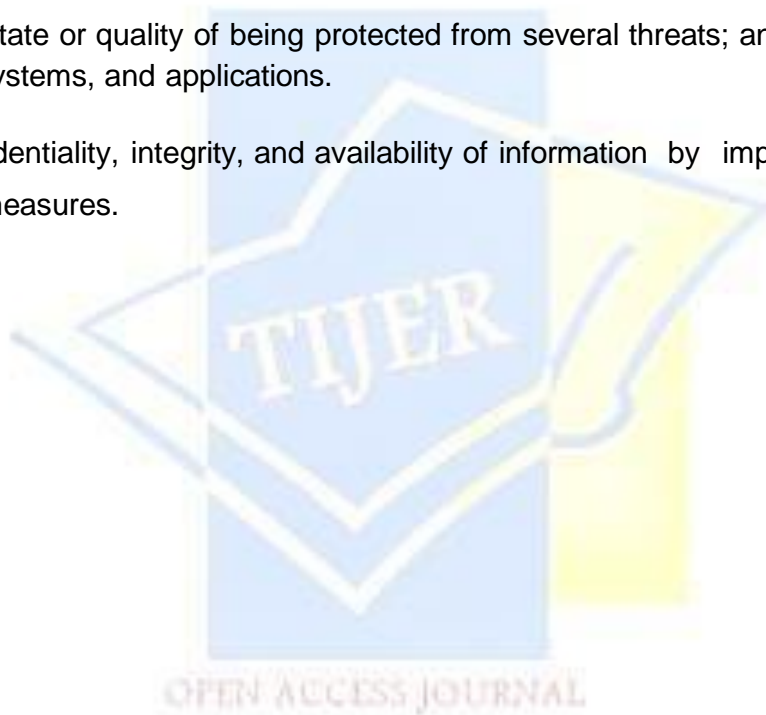 tate or quality of being protected from several threats; an
ystems, and applications.
dentiality, integrity, and availability of information by imp
neasures.
TIJER
OPEN ACCESS JOURNAL